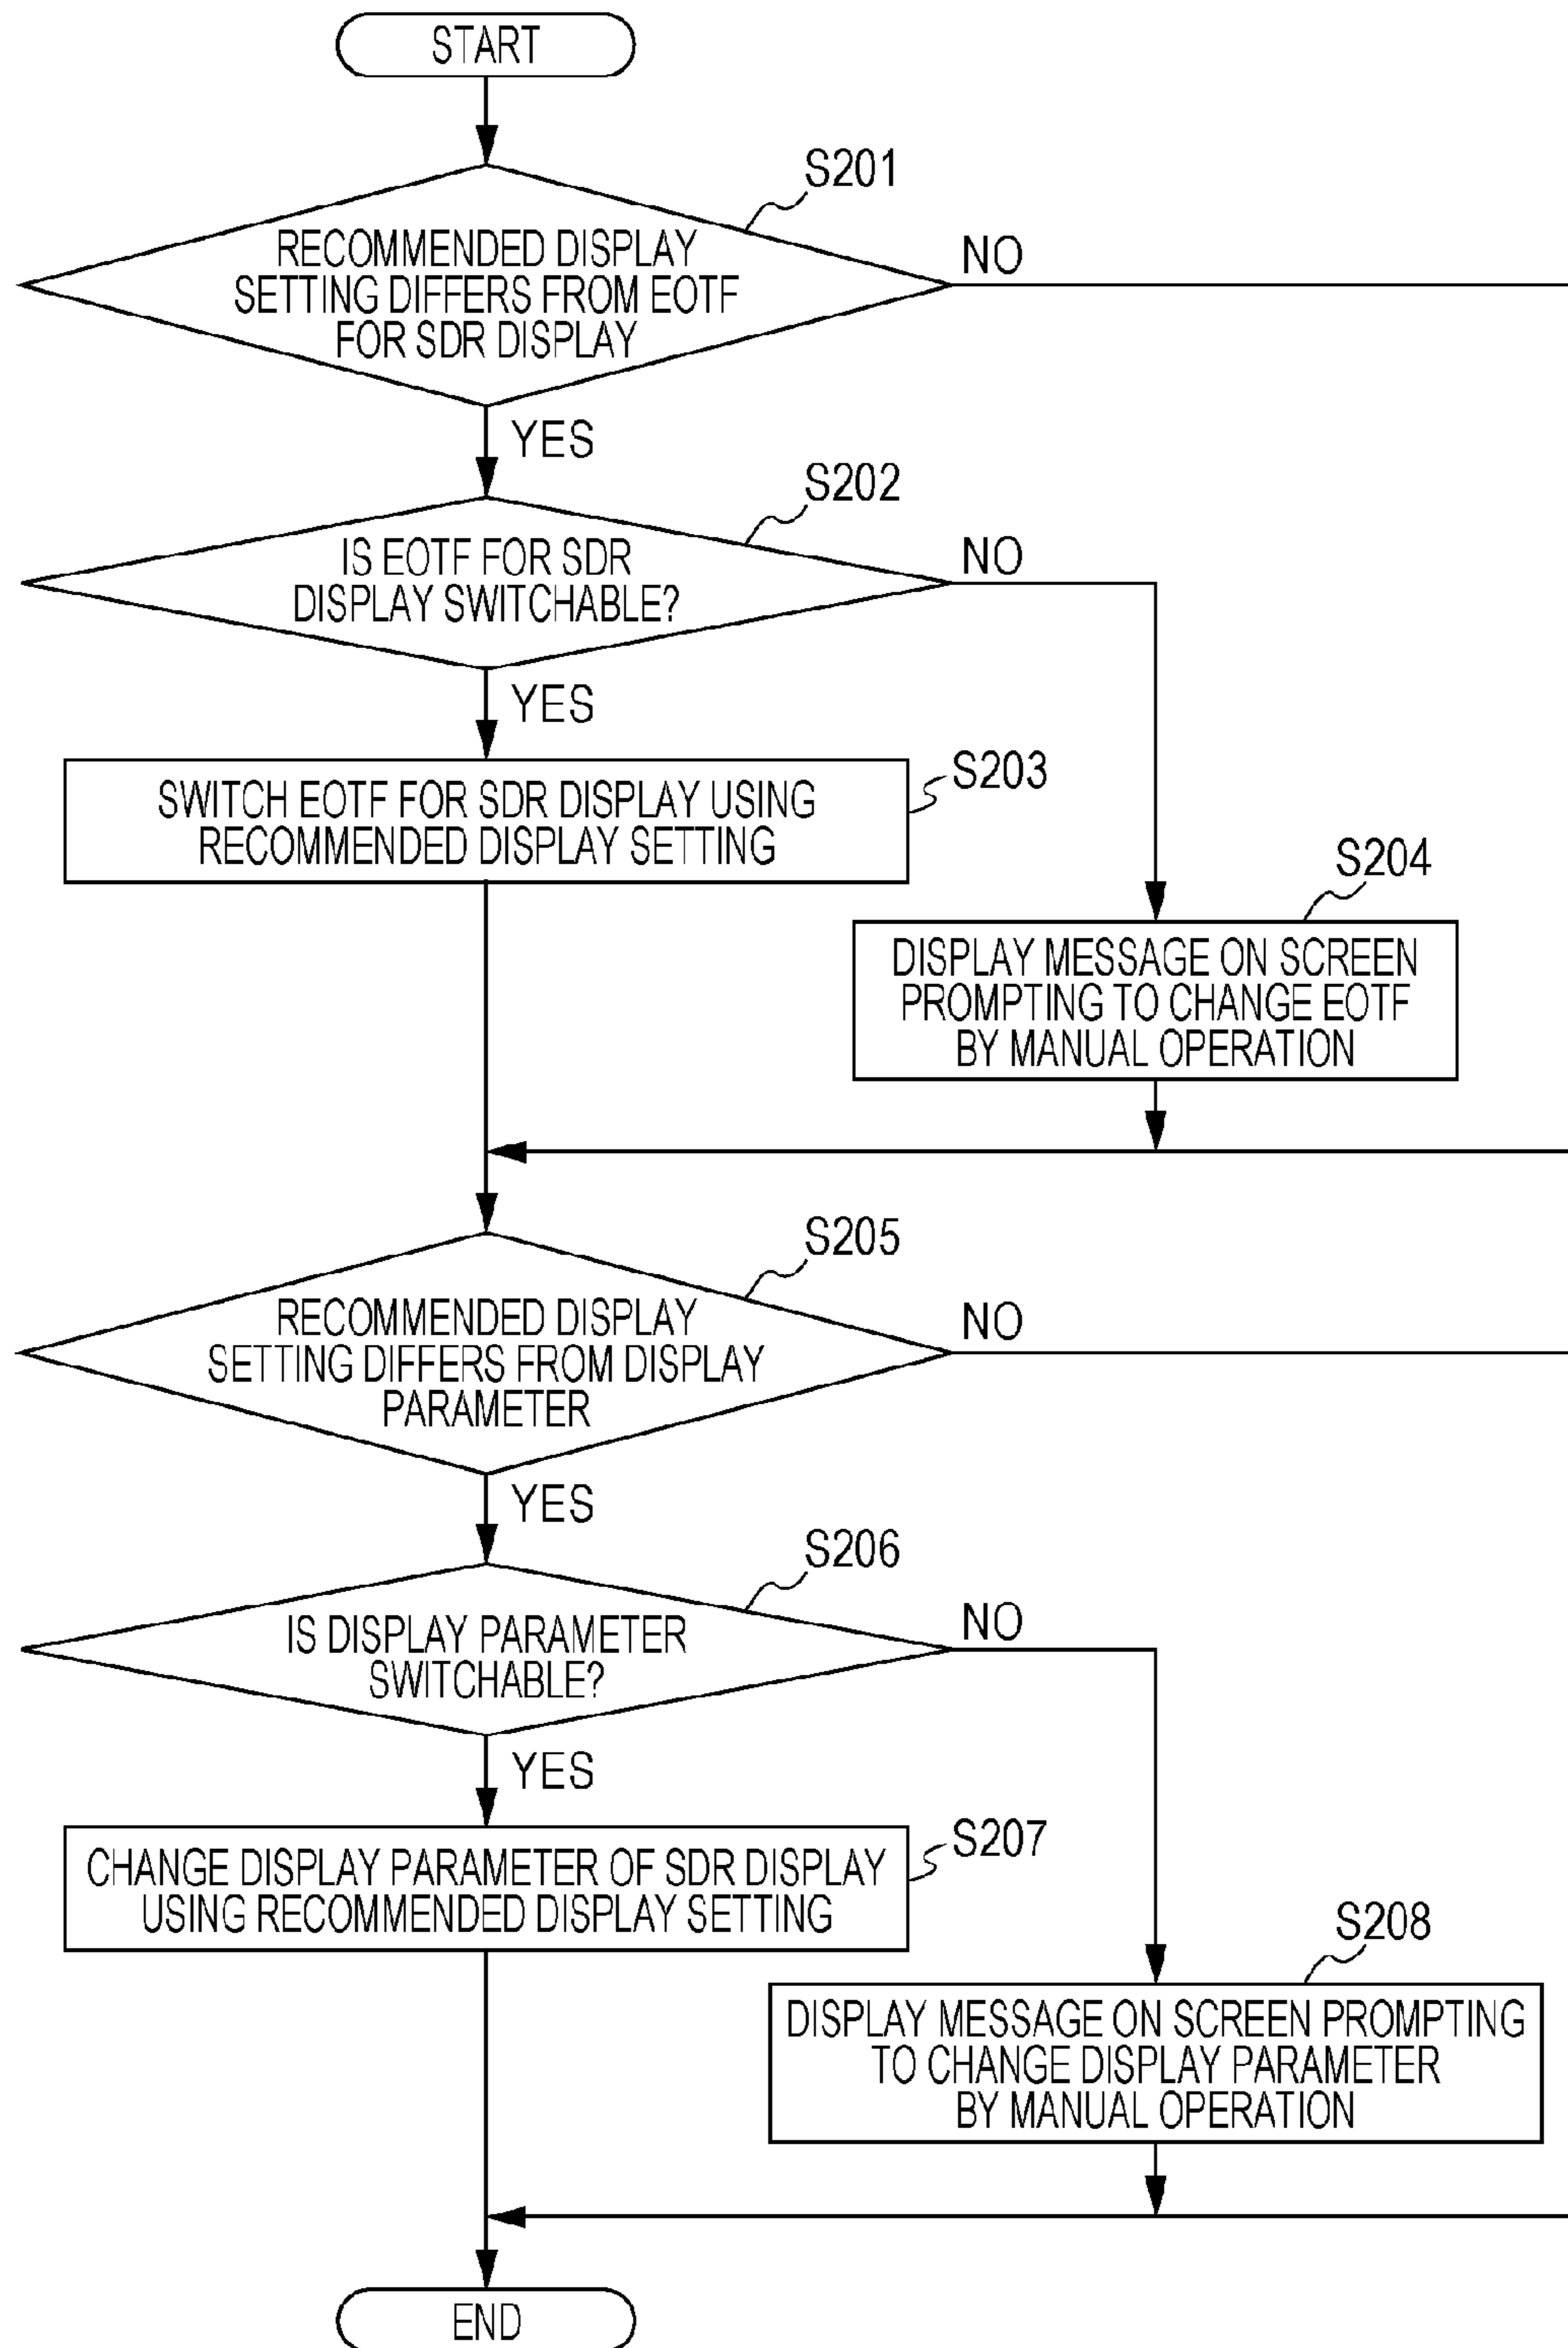 START
S201
RECOMMENDED DISPLAY
SETTING DIFFERS FROM EOTF
FOR SDR DISPLAY
NO
YES
S202
IS EOTF FOR SDR
DISPLAY SWITCHABLE?
NO
YES
S203
SWITCH EOTF FOR SDR DISPLAY USING
RECOMMENDED DISPLAY SETTING
S204
DISPLAY MESSAGE ON SCREEN
PROMPTING TO CHANGE EOTF
BY MANUAL OPERATION
S205
RECOMMENDED DISPLAY
SETTING DIFFERS FROM DISPLAY
PARAMETER
NO
YES
S206
IS DISPLAY PARAMETER
SWITCHABLE?
NO
YES
S207
CHANGE DISPLAY PARAMETER OF SDR DISPLAY
USING RECOMMENDED DISPLAY SETTING
S208
DISPLAY MESSAGE ON SCREEN PROMPTING
TO CHANGE DISPLAY PARAMETER
BY MANUAL OPERATION
END